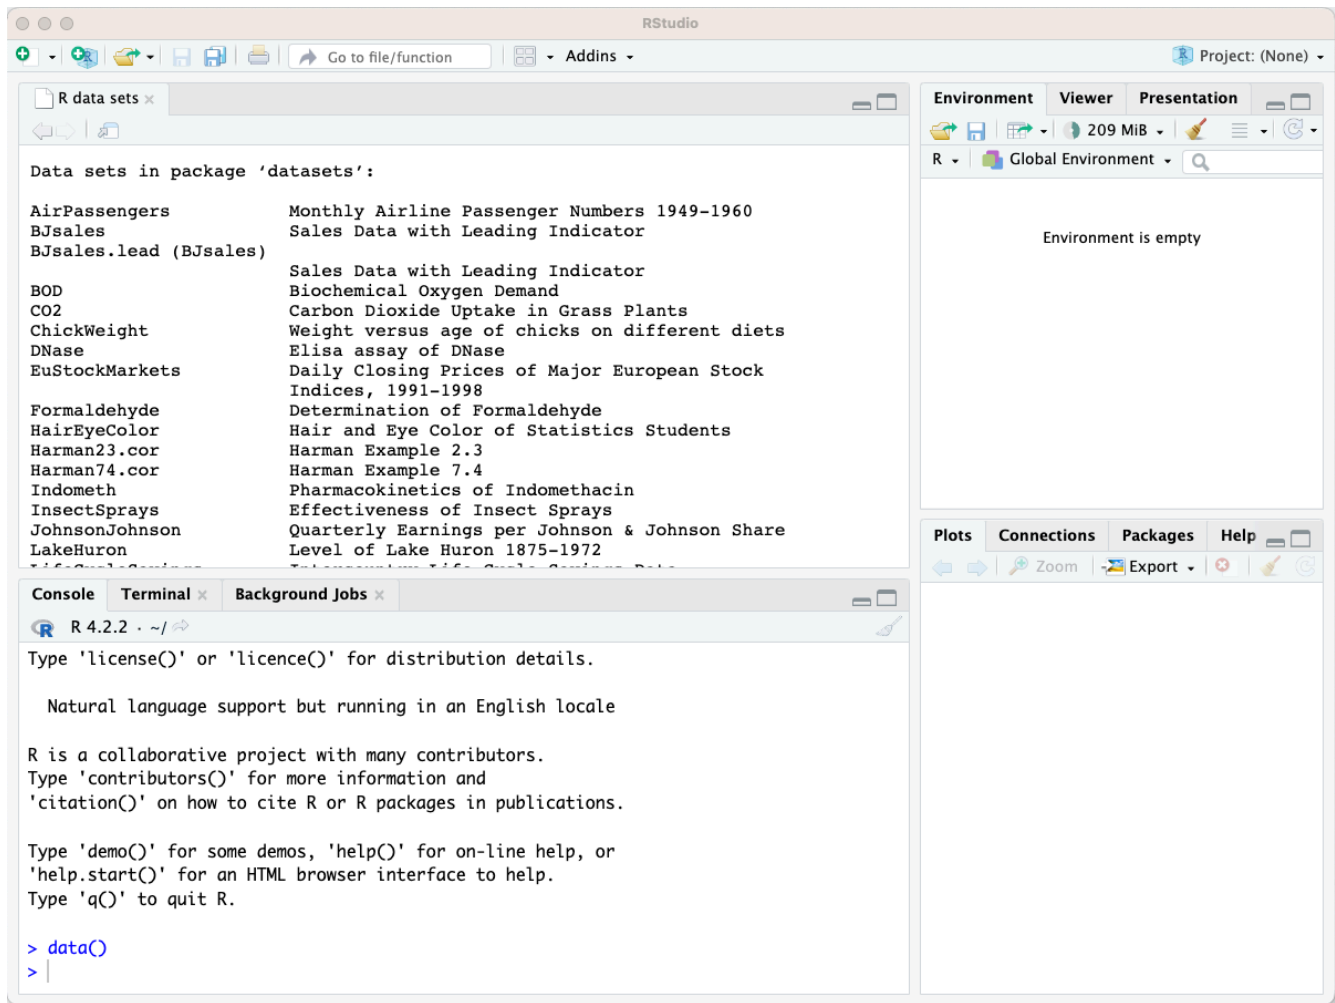 RStudio
Go to file/function
Addins
Project: (None)
R data sets
Data sets in package ‘datasets’:
AirPassengers Monthly Airline Passenger Numbers 1949-1960
BJsales Sales Data with Leading Indicator
BJsales.lead (BJsales)
Sales Data with Leading Indicator
BOD Biochemical Oxygen Demand
CO2 Carbon Dioxide Uptake in Grass Plants
ChickWeight Weight versus age of chicks on different diets
DNase Elisa assay of DNase
EuStockMarkets Daily Closing Prices of Major European Stock
Indices, 1991-1998
Formaldehyde Determination of Formaldehyde
HairEyeColor Hair and Eye Color of Statistics Students
Harman23.cor Harman Example 2.3
Harman74.cor Harman Example 7.4
Indometh Pharmacokinetics of Indomethacin
InsectSprays Effectiveness of Insect Sprays
JohnsonJohnson Quarterly Earnings per Johnson & Johnson Share
LakeHuron Level of Lake Huron 1875-1972
Console Terminal Background Jobs
R R 4.2.2 · ~/
Type 'license()' or 'licence()' for distribution details.
Natural language support but running in an English locale
R is a collaborative project with many contributors.
Type 'contributors()' for more information and
'citation()' on how to cite R or R packages in publications.
Type 'demo()' for some demos, 'help()' for on-line help, or
'help.start()' for an HTML browser interface to help.
Type 'q()' to quit R.
> data()
>
Environment Viewer Presentation
209 MiB
R Global Environment
Environment is empty
Plots Connections Packages Help
Zoom Export